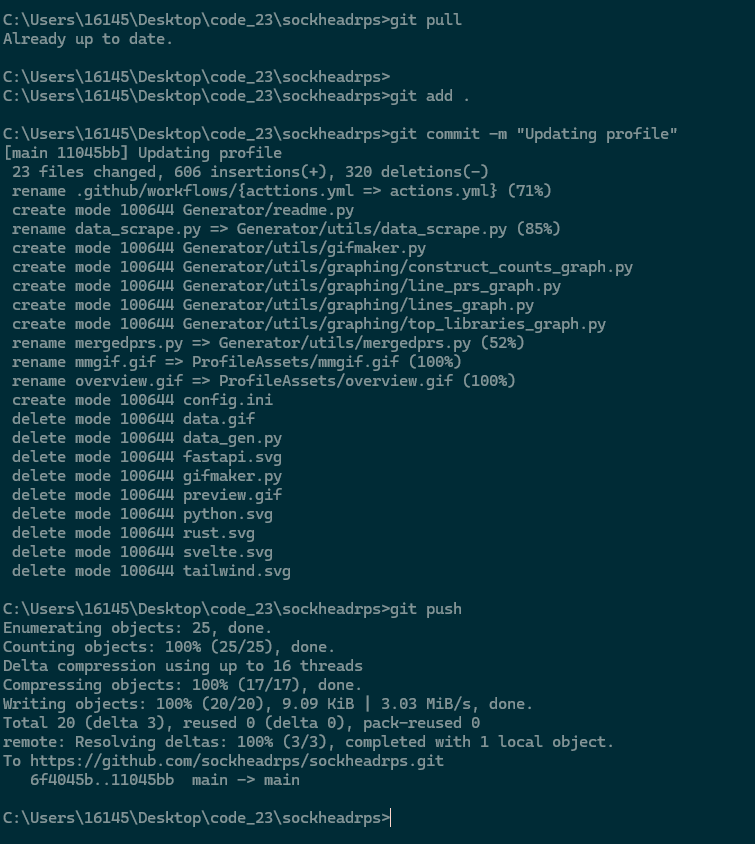 C:\Users\16145\Desktop\code_23\sockheadrps>git pull
Already up to date.
C:\Users\16145\Desktop\code_23\sockheadrps>
C:\Users\16145\Desktop\code_23\sockheadrps>git add .
C:\Users\16145\Desktop\code_23\sockheadrps>git commit -m "Updating profile"
[main 11045bb] Updating profile
 23 files changed, 606 insertions(+), 320 deletions(-)
 rename .github/workflows/{acttions.yml => actions.yml} (71%)
 create mode 100644 Generator/readme.py
 rename data_scrape.py => Generator/utils/data_scrape.py (85%)
 create mode 100644 Generator/utils/gifmaker.py
 create mode 100644 Generator/utils/graphing/construct_counts_graph.py
 create mode 100644 Generator/utils/graphing/line_prs_graph.py
 create mode 100644 Generator/utils/graphing/lines_graph.py
 create mode 100644 Generator/utils/graphing/top_libraries_graph.py
 rename mergedprs.py => Generator/utils/mergedprs.py (52%)
 rename mmgif.gif => ProfileAssets/mmgif.gif (100%)
 rename overview.gif => ProfileAssets/overview.gif (100%)
 create mode 100644 config.ini
 delete mode 100644 data.gif
 delete mode 100644 data_gen.py
 delete mode 100644 fastapi.svg
 delete mode 100644 gifmaker.py
 delete mode 100644 preview.gif
 delete mode 100644 python.svg
 delete mode 100644 rust.svg
 delete mode 100644 svelte.svg
 delete mode 100644 tailwind.svg
C:\Users\16145\Desktop\code_23\sockheadrps>git push
Enumerating objects: 25, done.
Counting objects: 100% (25/25), done.
Delta compression using up to 16 threads
Compressing objects: 100% (17/17), done.
Writing objects: 100% (20/20), 9.09 KiB | 3.03 MiB/s, done.
Total 20 (delta 3), reused 0 (delta 0), pack-reused 0
remote: Resolving deltas: 100% (3/3), completed with 1 local object.
To https://github.com/sockheadrps/sockheadrps.git
   6f4045b..11045bb  main -> main
C:\Users\16145\Desktop\code_23\sockheadrps>